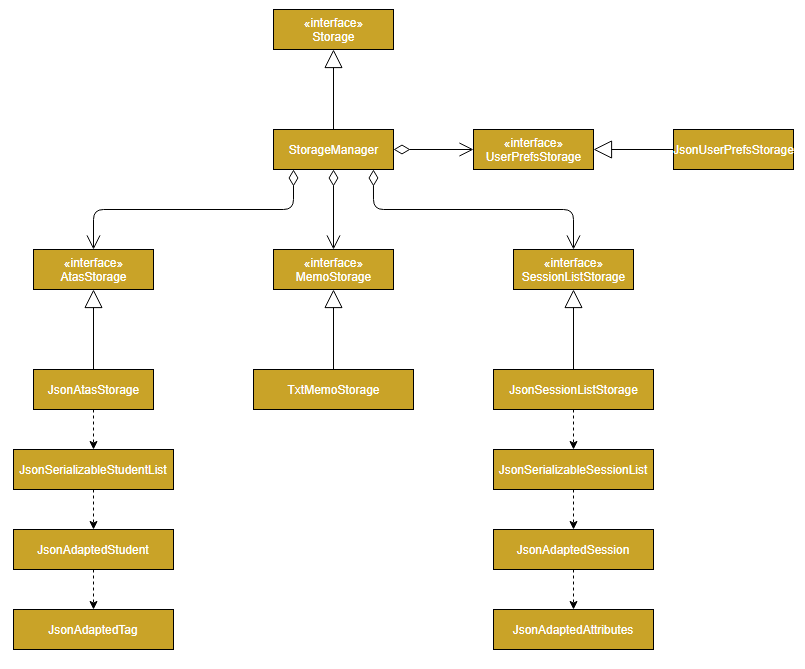 «interface»
Storage
StorageManager
«interface»
UserPrefsStorage
JsonUserPrefsStorage
«interface»
AtasStorage
«interface»
MemoStorage
«interface»
SessionListStorage
JsonAtasStorage
TxtMemoStorage
JsonSessionListStorage
JsonSerializableStudentList
JsonSerializableSessionList
JsonAdaptedStudent
JsonAdaptedSession
JsonAdaptedTag
JsonAdaptedAttributes